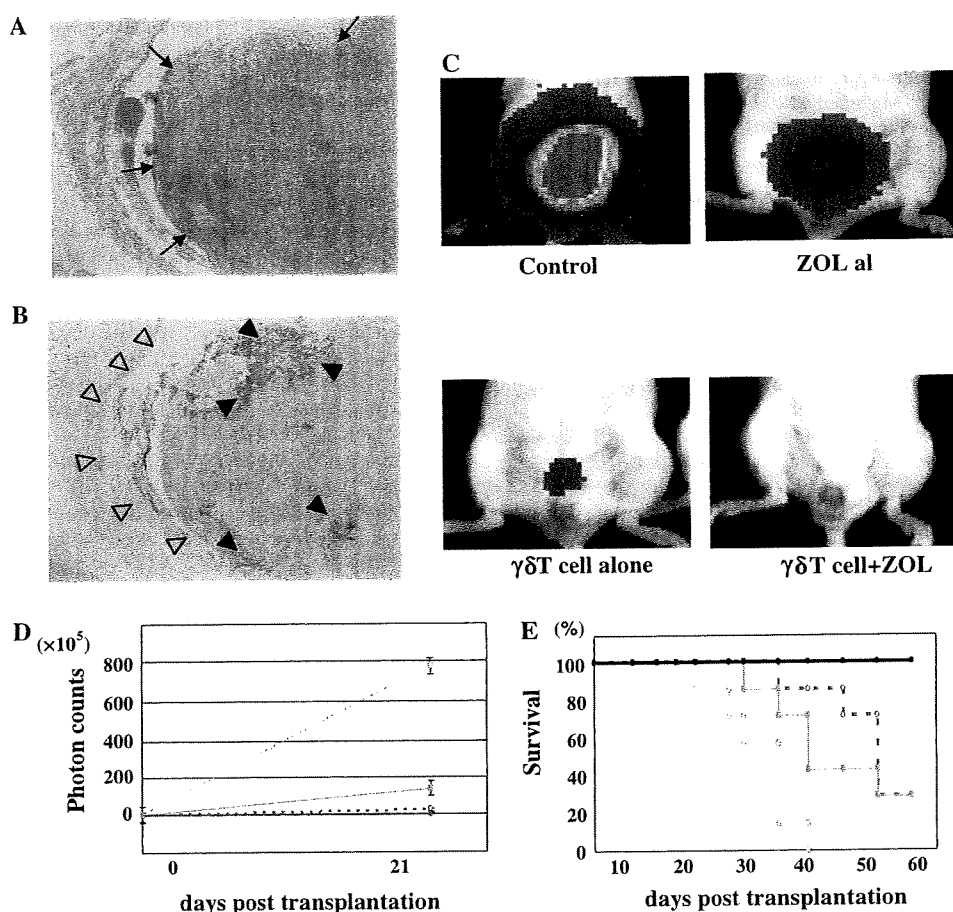 A
C
Control
ZOL al
B
γδT cell alone
γδT cell+ZOL
D (×10⁵)
Photon counts
800
600
400
200
0
0 21
days post transplantation
E (%)
Survival
100
80
60
40
20
0
10 20 30 40 50 60
days post transplantation